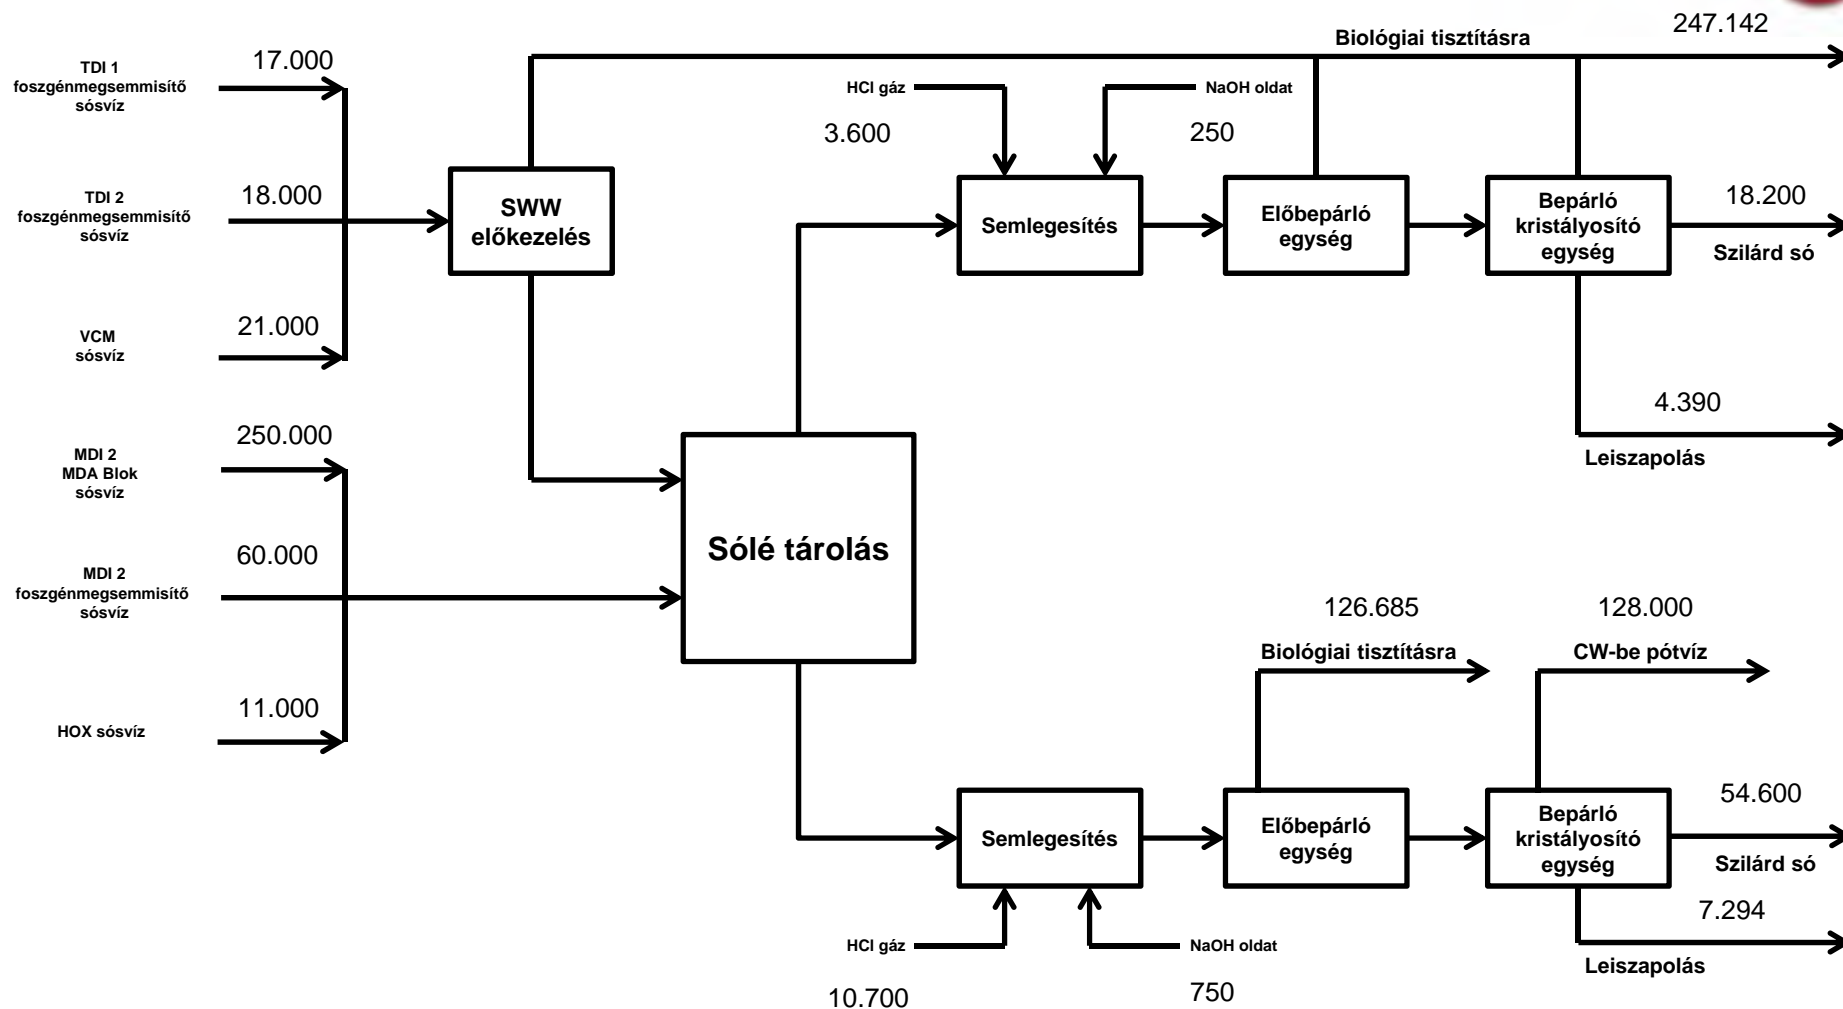 247.142
Biológiai tisztításra
17.000
TDI 1
foszgénmegsemmisítő
sósvíz
HCl gáz
NaOH oldat
3.600
250
18.000
TDI 2
foszgénmegsemmisítő
sósvíz
SWW
előkezelés
Semlegesítés
Előbepárló
egység
Bepárló
kristályosító
egység
18.200
Szilárd só
21.000
VCM
sósvíz
4.390
Leiszapolás
250.000
MDI 2
MDA Blok
sósvíz
Sólé tárolás
60.000
MDI 2
foszgénmegsemmisítő
sósvíz
126.685
Biológiai tisztításra
128.000
CW-be pótvíz
11.000
HOX sósvíz
Semlegesítés
Előbepárló
egység
Bepárló
kristályosító
egység
54.600
Szilárd só
7.294
Leiszapolás
HCl gáz
NaOH oldat
10.700
750